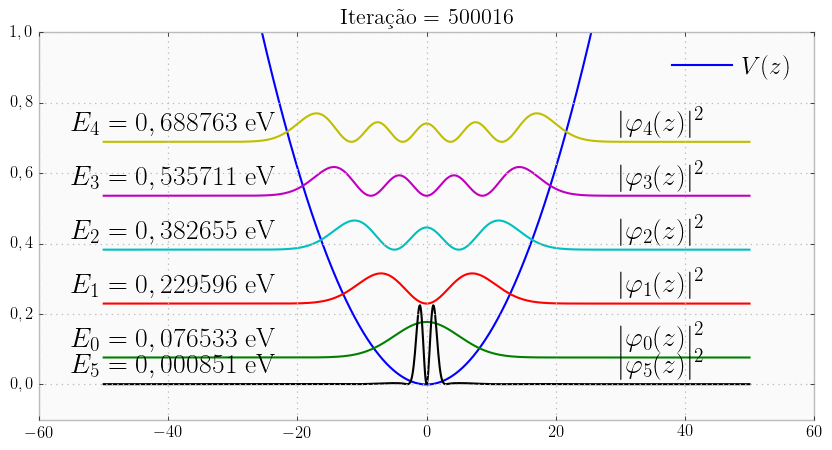 Iteração = 500016
1, 0
V(z)
0, 8
E₄ = 0, 688763 eV
|φ₄(z)|²
0, 6
E₃ = 0, 535711 eV
|φ₃(z)|²
0, 4
E₂ = 0, 382655 eV
|φ₂(z)|²
E₁ = 0, 229596 eV
|φ₁(z)|²
0, 2
E₀ = 0, 076533 eV
|φ₀(z)|²
E₅ = 0, 000851 eV
|φ₅(z)|²
0, 0
−60 −40 −20 0 20 40 60